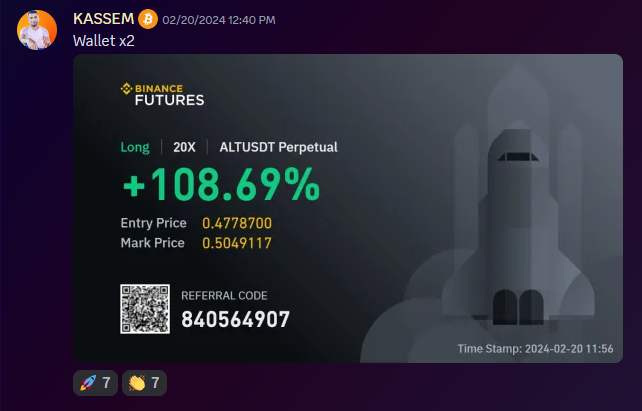 KASSEM 02/20/2024 12:40 PM
Wallet x2
BINANCE
FUTURES
Long | 20X | ALTUSDT Perpetual
+108.69%
Entry Price 0.4778700
Mark Price 0.5049117
REFERRAL CODE
840564907
Time Stamp: 2024-02-20 11:56
🚀 7 👏 7